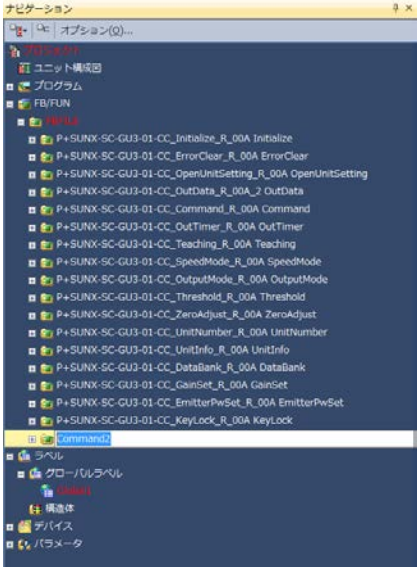 ナビゲーション
オプション(O)...
プロジェクト
ユニット構成図
プログラム
FB/FUN
P+SUNX-SC-GU3-01-CC_Initialize_R_00A Initialize
P+SUNX-SC-GU3-01-CC_ErrorClear_R_00A ErrorClear
P+SUNX-SC-GU3-01-CC_OpenUnitSetting_R_00A OpenUnitSetting
P+SUNX-SC-GU3-01-CC_OutData_R_00A_2 OutData
P+SUNX-SC-GU3-01-CC_Command_R_00A Command
P+SUNX-SC-GU3-01-CC_OutTimer_R_00A OutTimer
P+SUNX-SC-GU3-01-CC_Teaching_R_00A Teaching
P+SUNX-SC-GU3-01-CC_SpeedMode_R_00A SpeedMode
P+SUNX-SC-GU3-01-CC_OutputMode_R_00A OutputMode
P+SUNX-SC-GU3-01-CC_Threshold_R_00A Threshold
P+SUNX-SC-GU3-01-CC_ZeroAdjust_R_00A ZeroAdjust
P+SUNX-SC-GU3-01-CC_UnitNumber_R_00A UnitNumber
P+SUNX-SC-GU3-01-CC_UnitInfo_R_00A UnitInfo
P+SUNX-SC-GU3-01-CC_DataBank_R_00A DataBank
P+SUNX-SC-GU3-01-CC_GainSet_R_00A GainSet
P+SUNX-SC-GU3-01-CC_EmitterPwSet_R_00A EmitterPwSet
P+SUNX-SC-GU3-01-CC_KeyLock_R_00A KeyLock
Command2
ラベル
グローバルラベル
構造体
デバイス
パラメータ